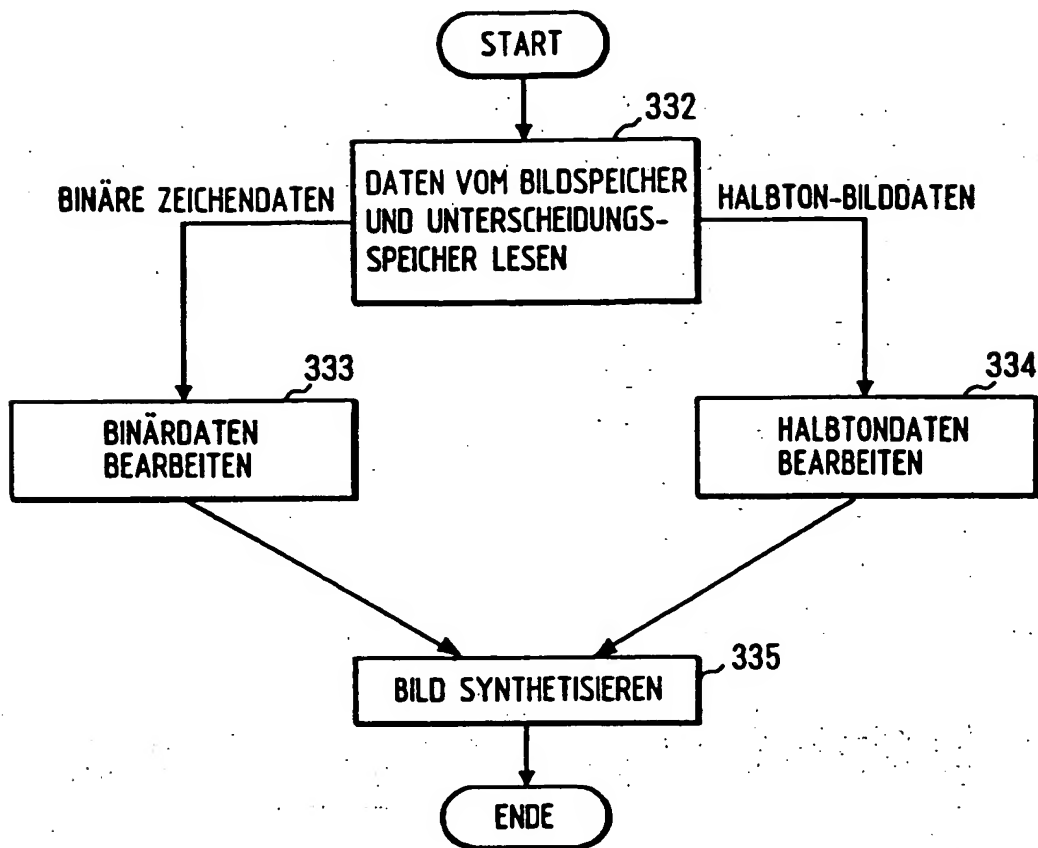 START
332
DATEN VOM BILDSPEICHER
UND UNTERSCHEIDUNGS-
SPEICHER LESEN
BINÄRE ZEICHENDATEN
HALBTON-BILDDATEN
333
BINÄRDATEN
BEARBEITEN
334
HALBTONDATEN
BEARBEITEN
335
BILD SYNTHETISIEREN
ENDE